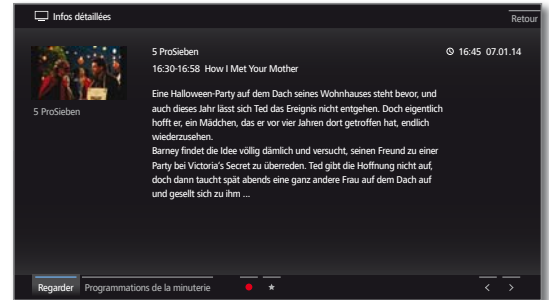 Infos détaillées
Retour
5 ProSieben
16:45 07.01.14
16:30-16:58 How I Met Your Mother
5 ProSieben
Eine Halloween-Party auf dem Dach seines Wohnhauses steht bevor, und
auch dieses Jahr lässt sich Ted das Ereignis nicht entgehen. Doch eigentlich
hofft er, ein Mädchen, das er vor vier Jahren dort getroffen hat, endlich
wiederzusehen.
Barney findet die Idee völlig dämlich und versucht, seinen Freund zu einer
Party bei Victoria's Secret zu überreden. Ted gibt die Hoffnung nicht auf,
doch dann taucht spät abends eine ganz andere Frau auf dem Dach auf
und gesellt sich zu ihm ...
Regarder Programmations de la minuterie